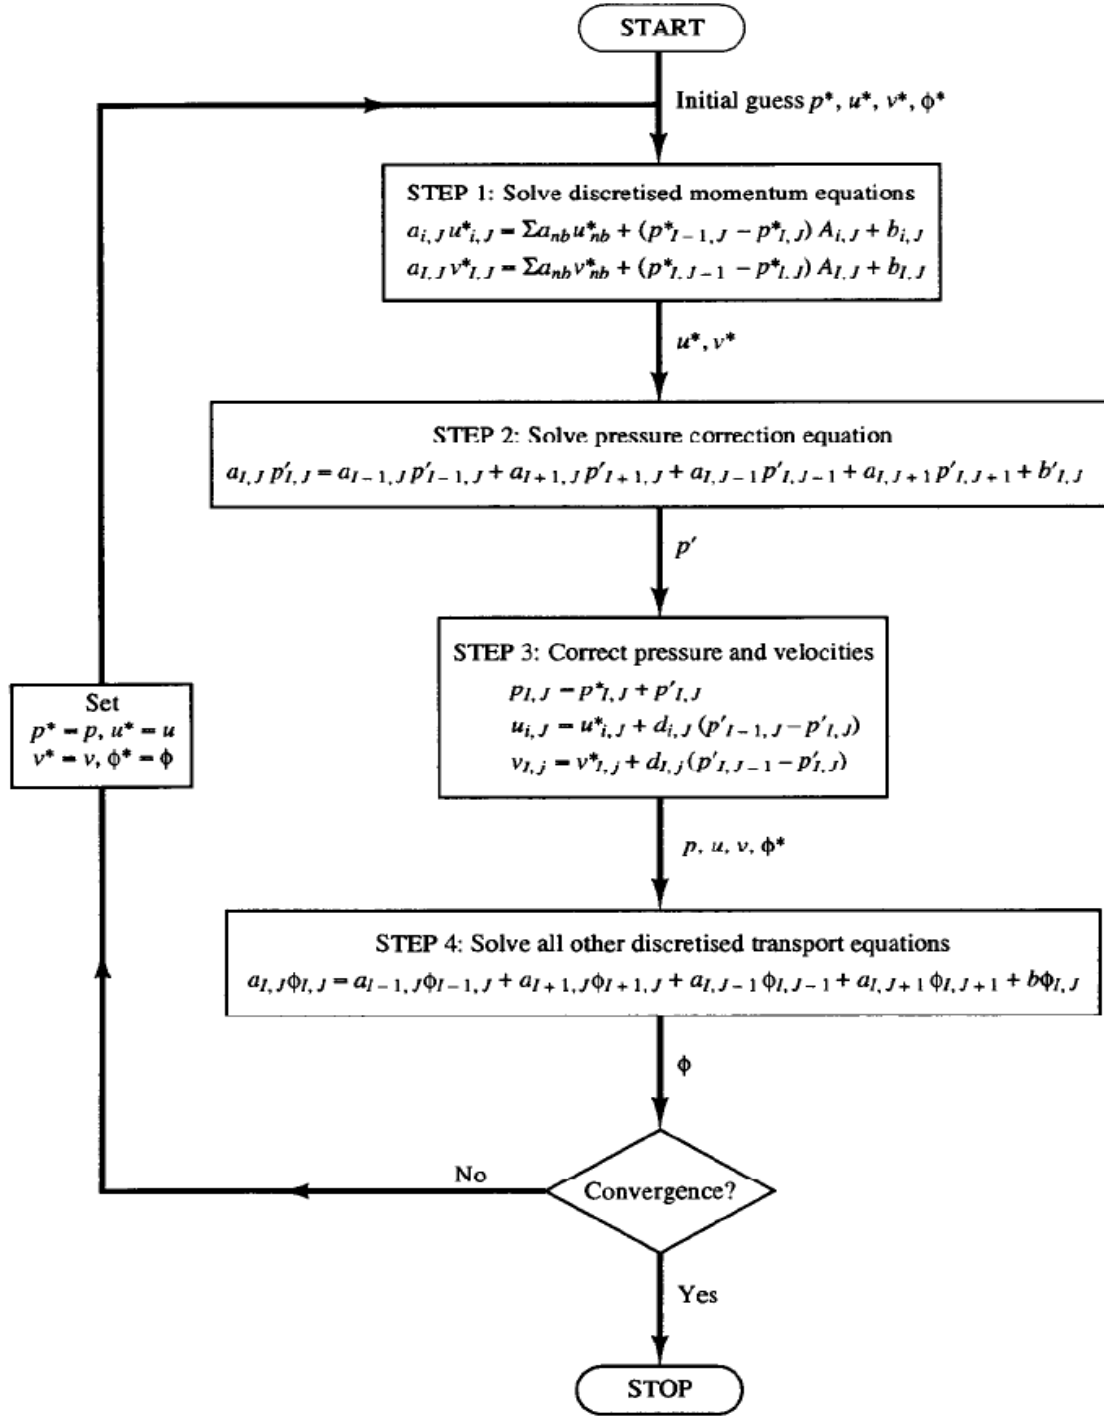 START
Initial guess p*, u*, v*, ϕ*
STEP 1: Solve discretised momentum equations
a_{i,J} u*_{i,J} = Σa_{nb} u*_{nb} + (p*_{I−1,J} − p*_{I,J}) A_{i,J} + b_{i,J}
a_{I,J} v*_{I,J} = Σa_{nb} v*_{nb} + (p*_{I,J−1} − p*_{I,J}) A_{I,J} + b_{I,J}
u*, v*
STEP 2: Solve pressure correction equation
a_{I,J} p′_{I,J} = a_{I−1,J} p′_{I−1,J} + a_{I+1,J} p′_{I+1,J} + a_{I,J−1} p′_{I,J−1} + a_{I,J+1} p′_{I,J+1} + b′_{I,J}
p′
STEP 3: Correct pressure and velocities
p_{I,J} = p*_{I,J} + p′_{I,J}
u_{i,J} = u*_{i,J} + d_{i,J} (p′_{I−1,J} − p′_{I,J})
v_{I,j} = v*_{I,j} + d_{I,j} (p′_{I,J−1} − p′_{I,J})
Set
p* = p, u* = u
v* = v, ϕ* = ϕ
p, u, v, ϕ*
STEP 4: Solve all other discretised transport equations
a_{I,J} ϕ_{I,J} = a_{I−1,J} ϕ_{I−1,J} + a_{I+1,J} ϕ_{I+1,J} + a_{I,J−1} ϕ_{I,J−1} + a_{I,J+1} ϕ_{I,J+1} + bϕ_{I,J}
ϕ
No
Convergence?
Yes
STOP